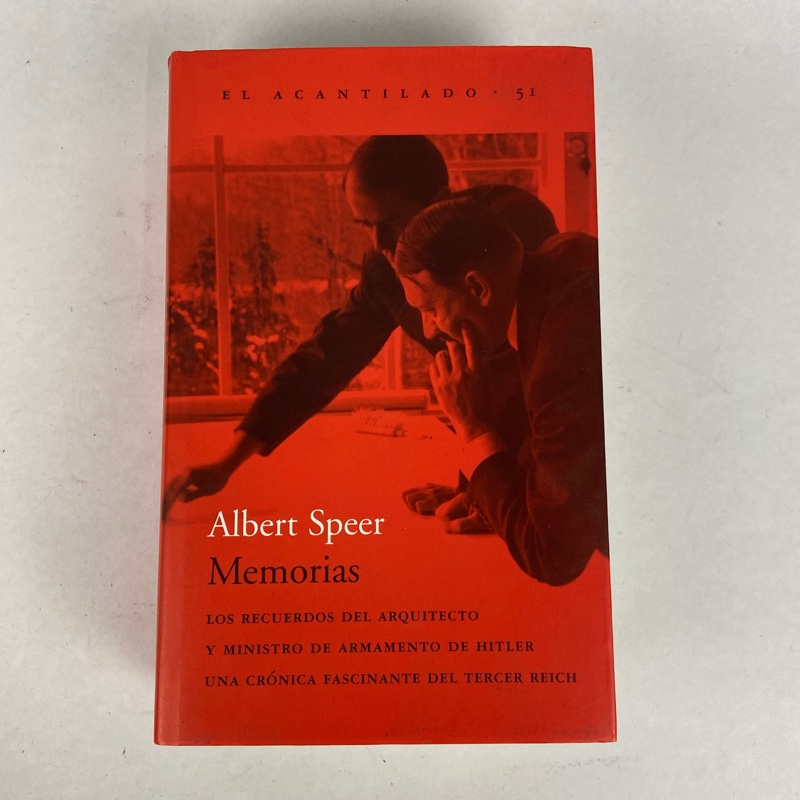 EL ACANTILADO · 51
Albert Speer
Memorias
LOS RECUERDOS DEL ARQUITECTO
Y MINISTRO DE ARMAMENTO DE HITLER
UNA CRÓNICA FASCINANTE DEL TERCER REICH